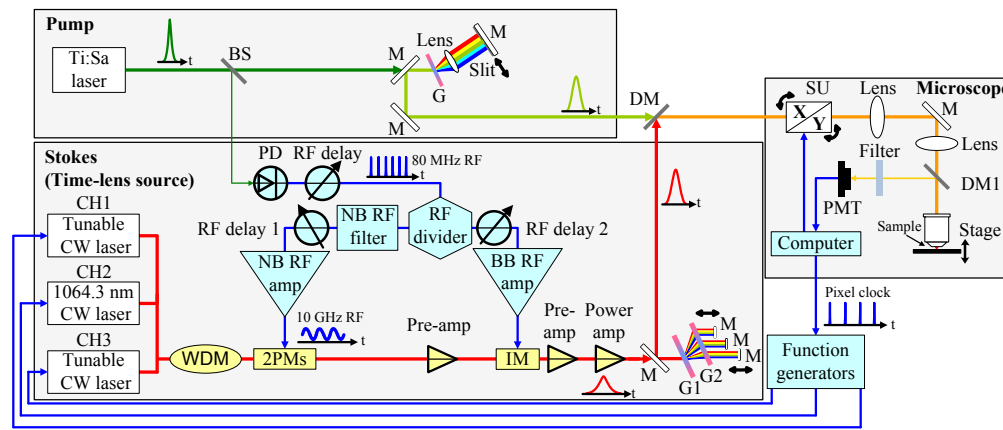 Pump
Ti:Sa
laser
t
BS
M
Lens
M
Slit
G
M
t
DM
Microscope
SU
X
Y
Lens
M
Lens
Filter
DM1
PMT
Sample
Stage
Computer
Stokes
(Time-lens source)
PD
RF delay
80 MHz RF
t
RF delay 1
NB RF
filter
RF
divider
RF delay 2
NB RF
amp
BB RF
amp
t
CH1
Tunable
CW laser
CH2
1064.3 nm
CW laser
CH3
Tunable
CW laser
WDM
10 GHz RF
t
2PMs
Pre-amp
IM
Pre-
amp
Power
amp
t
M
G1
G2
M
M
M
Pixel clock
t
Function
generators